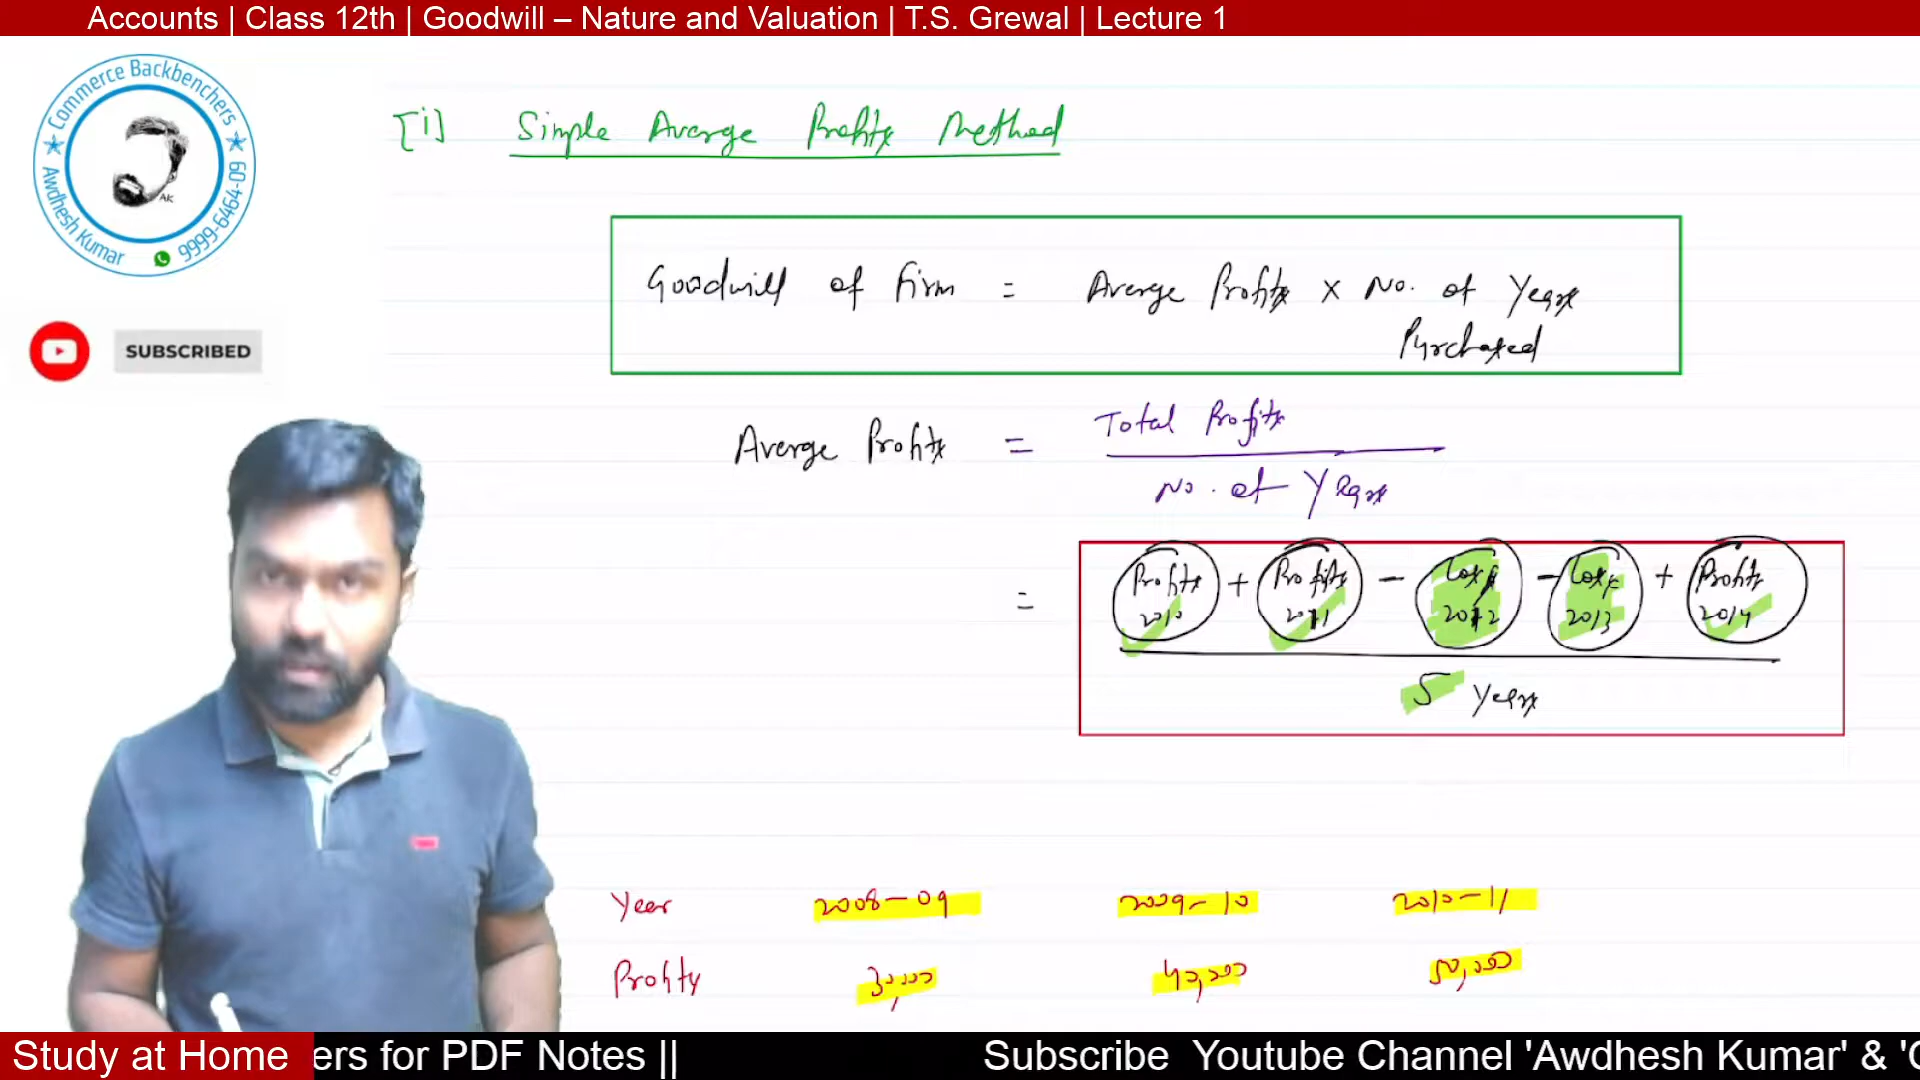 Accounts | Class 12th | Goodwill – Nature and Valuation | T.S. Grewal | Lecture 1
Commerce Backbenchers
Awdhesh Kumar
9999-6464-09
AK
SUBSCRIBED
[i] Simple Average Profits Method
Goodwill of Firm = Average Profits × No. of Years
Purchased
Average Profits = Total Profits
No. of Years
= Profits 2010 + Profits 2011 - Loss 2012 - Loss 2013 + Profits 2014
5 Years
Year 2008-09 2009-10 2010-11
Profits 30,000 40,000 50,000
Study at Home ers for PDF Notes || Subscribe Youtube Channel 'Awdhesh Kumar' & 'C